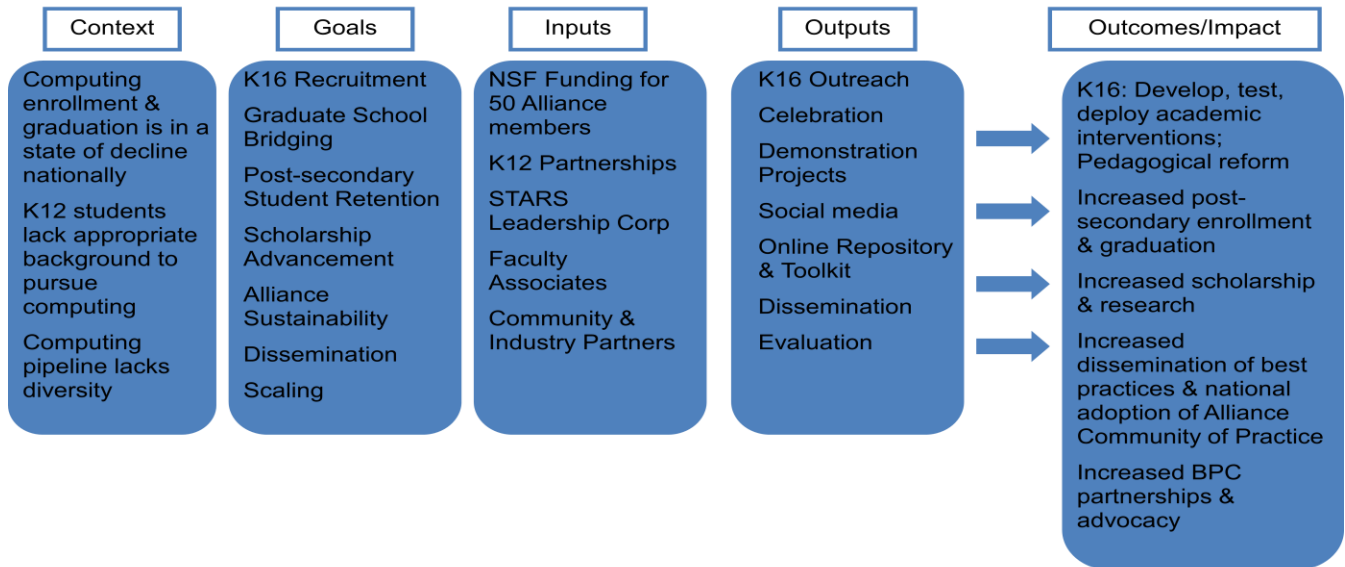 Context
Goals
Inputs
Outputs
Outcomes/Impact
Computing
enrollment &
graduation is in a
state of decline
nationally
K12 students
lack appropriate
background to
pursue
computing
Computing
pipeline lacks
diversity
K16 Recruitment
Graduate School
Bridging
Post-secondary
Student Retention
Scholarship
Advancement
Alliance
Sustainability
Dissemination
Scaling
NSF Funding for
50 Alliance
members
K12 Partnerships
STARS
Leadership Corp
Faculty
Associates
Community &
Industry Partners
K16 Outreach
Celebration
Demonstration
Projects
Social media
Online Repository
& Toolkit
Dissemination
Evaluation
K16: Develop, test,
deploy academic
interventions;
Pedagogical reform
Increased post-
secondary enrollment
& graduation
Increased scholarship
& research
Increased
dissemination of best
practices & national
adoption of Alliance
Community of Practice
Increased BPC
partnerships &
advocacy